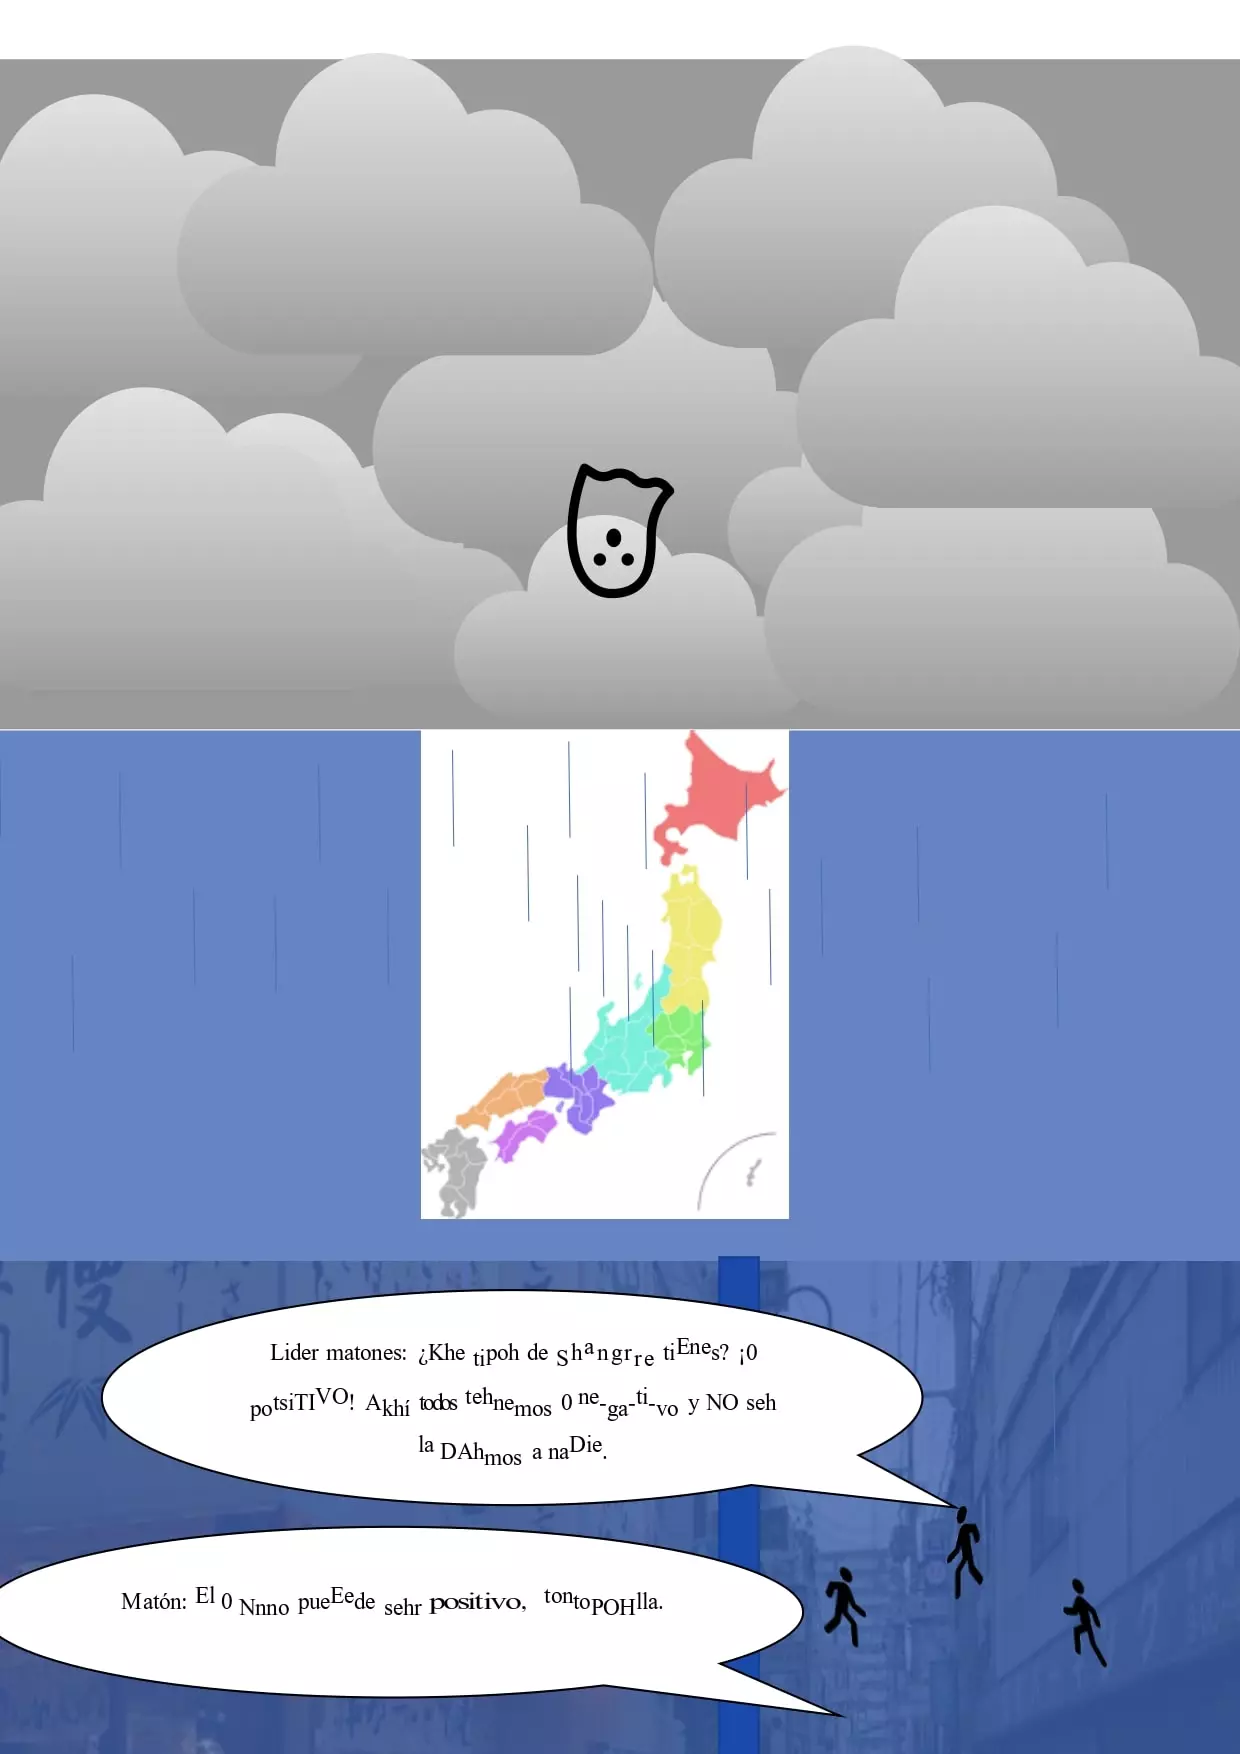 慢
Lider matones: ¿Khe tipoh de Shangrre tiEnes? ¡0
potsiTIVO! Akhí todos tehnemos 0 ne-ga-ti-vo y NO seh
la DAhmos a naDie.
Matón: El 0 Nnno pueEede sehr positivo, tontoPOHlla.